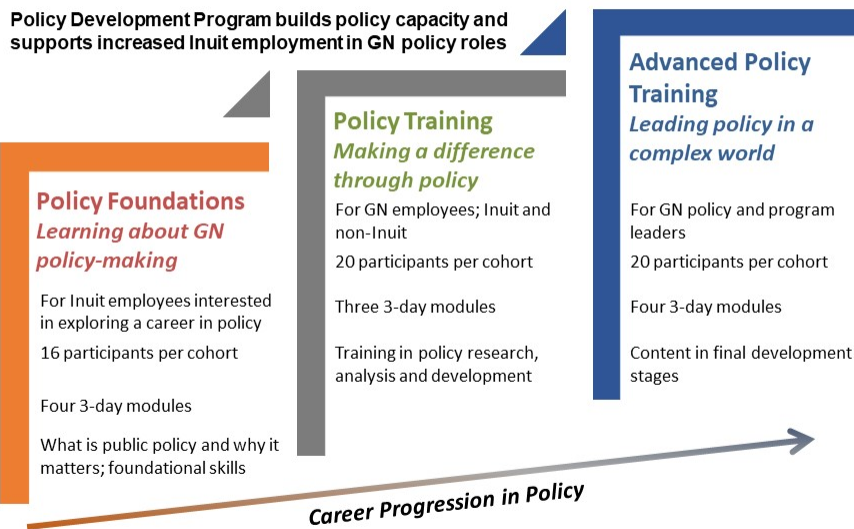 Policy Development Program builds policy capacity and
supports increased Inuit employment in GN policy roles
Policy Foundations
Learning about GN
policy-making
For Inuit employees interested
in exploring a career in policy
16 participants per cohort
Four 3-day modules
What is public policy and why it
matters; foundational skills
Policy Training
Making a difference
through policy
For GN employees; Inuit and
non-Inuit
20 participants per cohort
Three 3-day modules
Training in policy research,
analysis and development
Advanced Policy
Training
Leading policy in a
complex world
For GN policy and program
leaders
20 participants per cohort
Four 3-day modules
Content in final development
stages
Career Progression in Policy